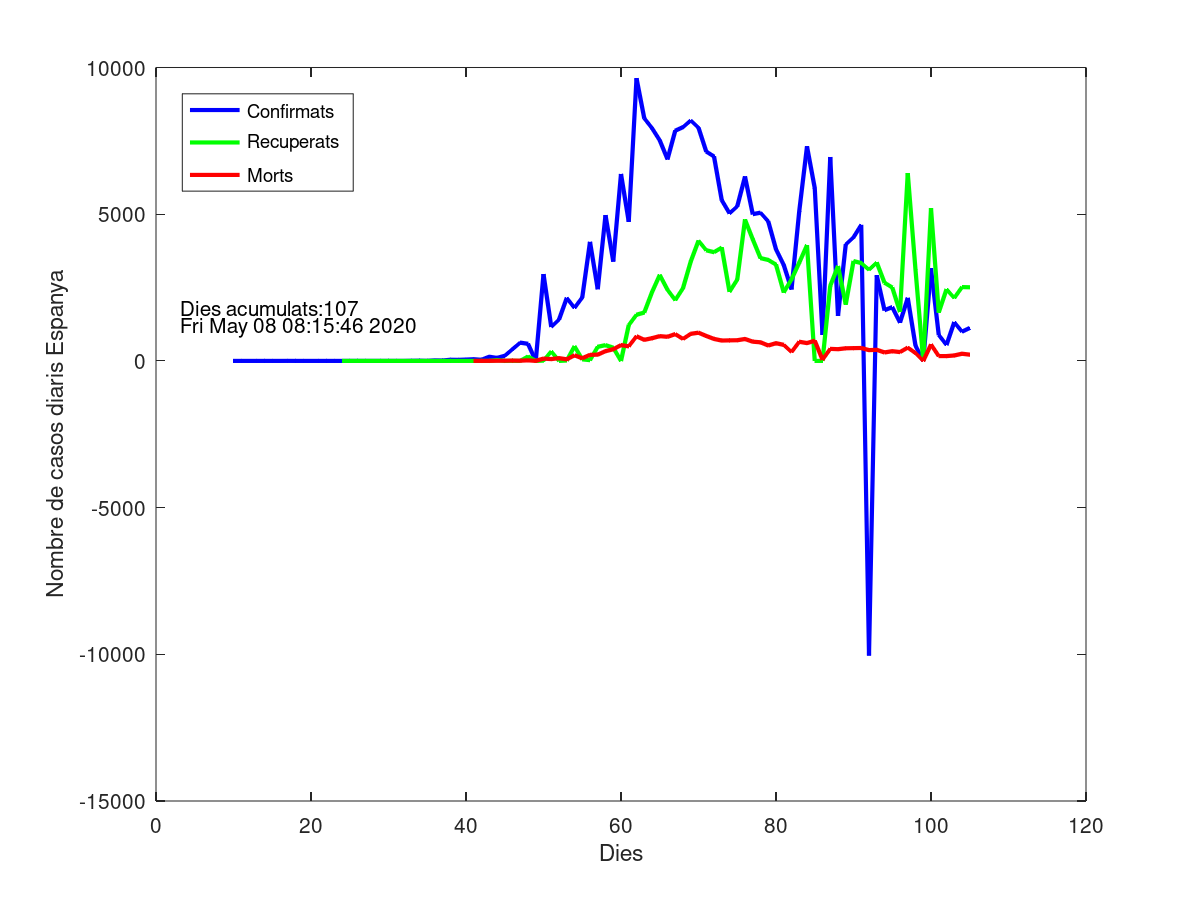 10000
5000
0
-5000
-10000
-15000
Confirmats
Recuperats
Morts
Dies acumulats:107
Fri May 08 08:15:46 2020
Nombre de casos diaris Espanya
0 20 40 60 80 100 120
Dies